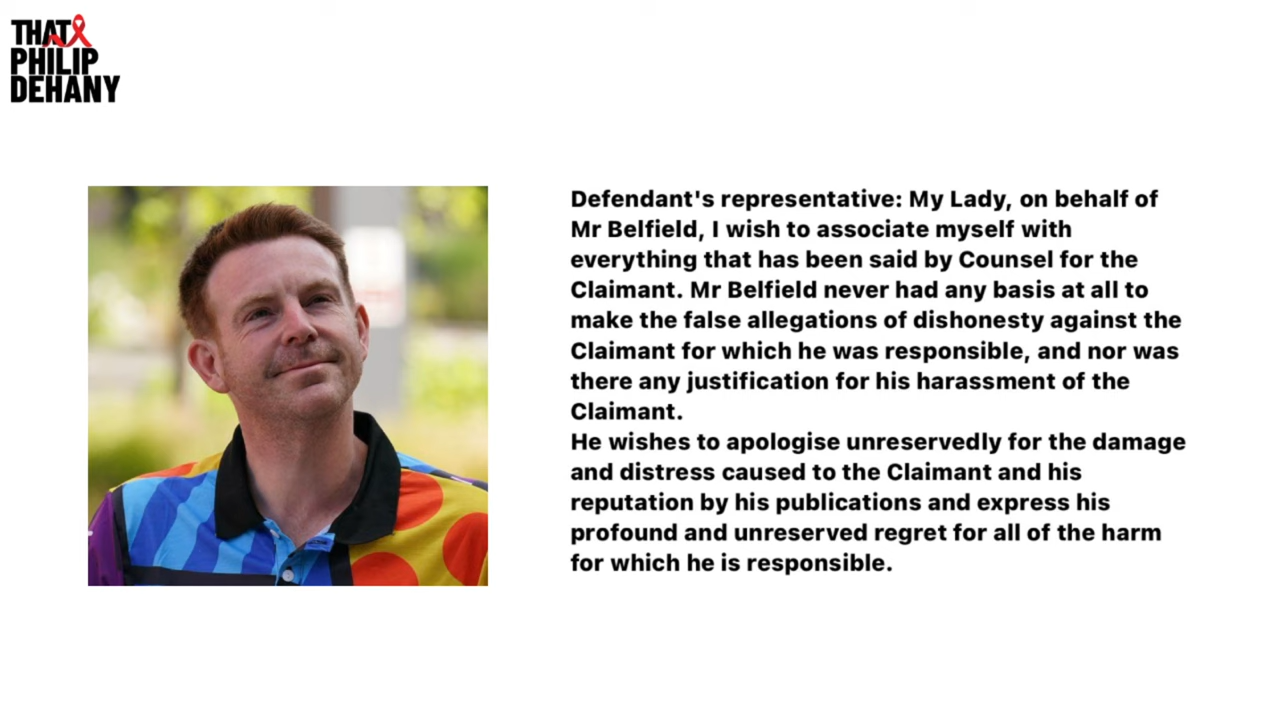 THAT
PHILIP
DEHANY
Defendant's representative: My Lady, on behalf of
Mr Belfield, I wish to associate myself with
everything that has been said by Counsel for the
Claimant. Mr Belfield never had any basis at all to
make the false allegations of dishonesty against the
Claimant for which he was responsible, and nor was
there any justification for his harassment of the
Claimant.
He wishes to apologise unreservedly for the damage
and distress caused to the Claimant and his
reputation by his publications and express his
profound and unreserved regret for all of the harm
for which he is responsible.